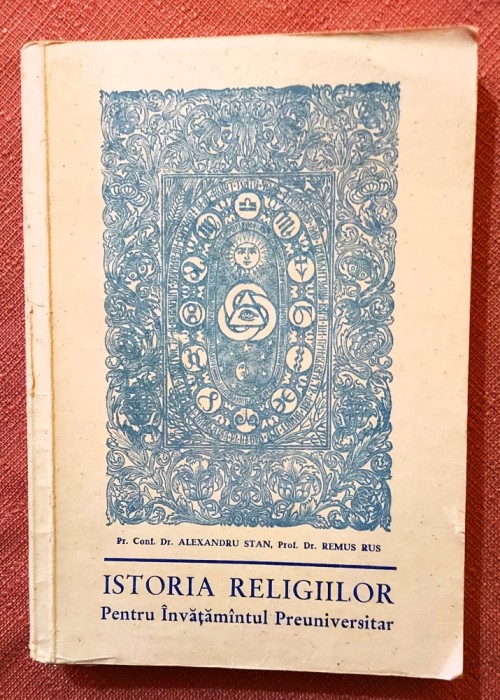 Pr. Conf. Dr. ALEXANDRU STAN, Prof. Dr. REMUS RUS
ISTORIA RELIGIILOR
Pentru Învățămîntul Preuniversitar